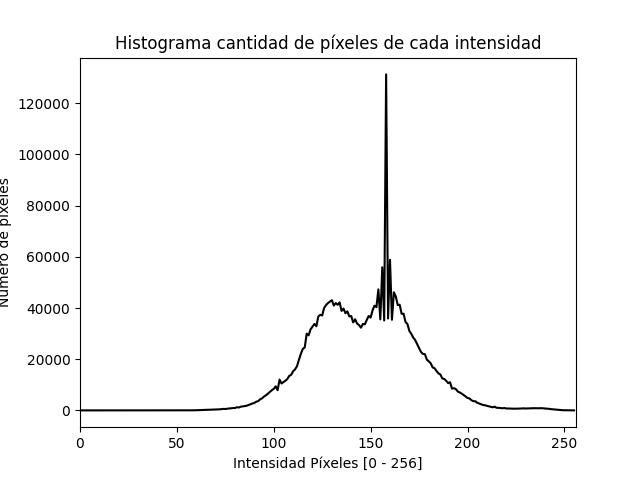 Histograma cantidad de píxeles de cada intensidad
Número de píxeles
120000
100000
80000
60000
40000
20000
0
0 50 100 150 200 250
Intensidad Píxeles [0 - 256]